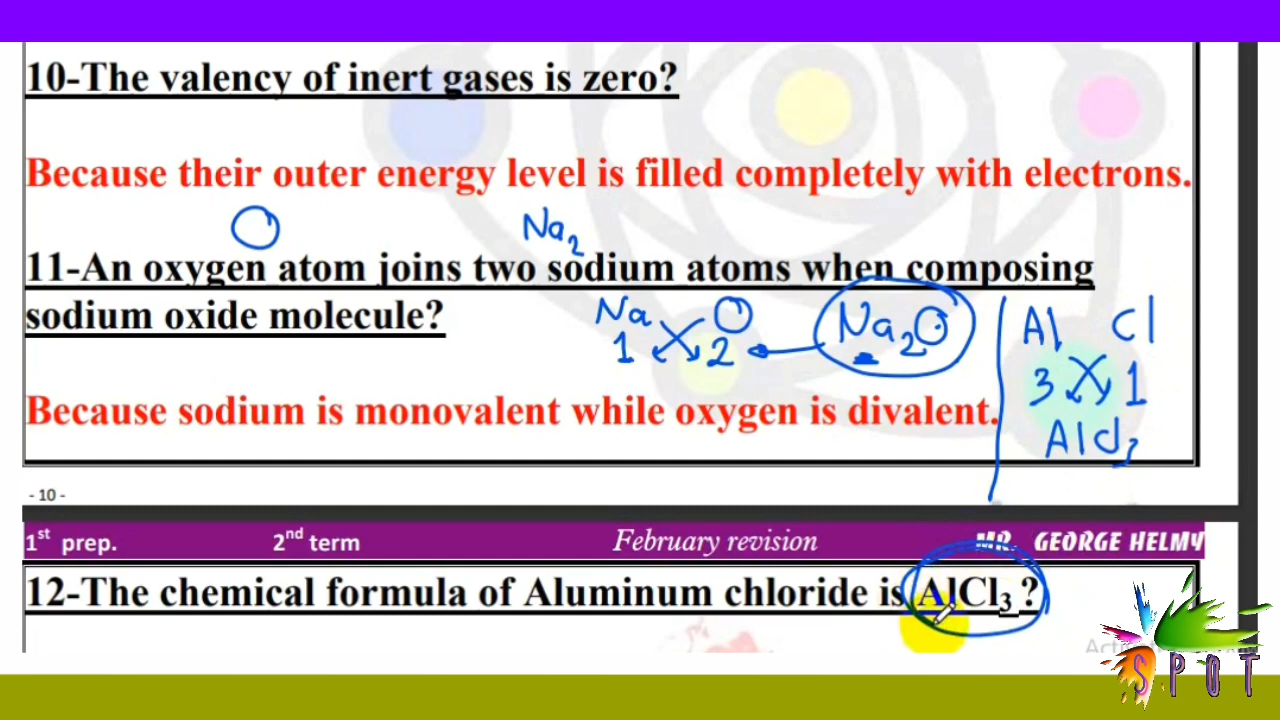 10-The valency of inert gases is zero?
Because their outer energy level is filled completely with electrons.
O Na2
11-An oxygen atom joins two sodium atoms when composing
sodium oxide molecule?
Na O Na2O
1 2
Al Cl
3 1
AlCl3
Because sodium is monovalent while oxygen is divalent.
- 10 -
1st prep. 2nd term February revision MR. GEORGE HELMY
12-The chemical formula of Aluminum chloride is AlCl3 ?
SPOT